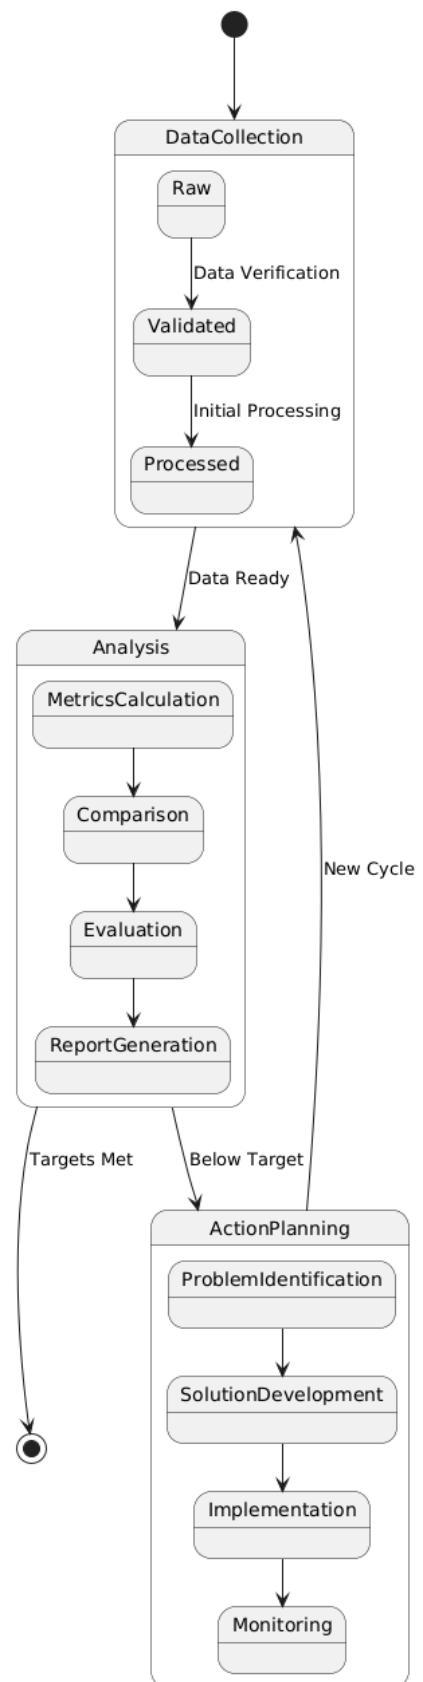 DataCollection
Raw
Data Verification
Validated
Initial Processing
Processed
Data Ready
Analysis
MetricsCalculation
Comparison
New Cycle
Evaluation
ReportGeneration
Targets Met
Below Target
ActionPlanning
ProblemIdentification
SolutionDevelopment
Implementation
Monitoring